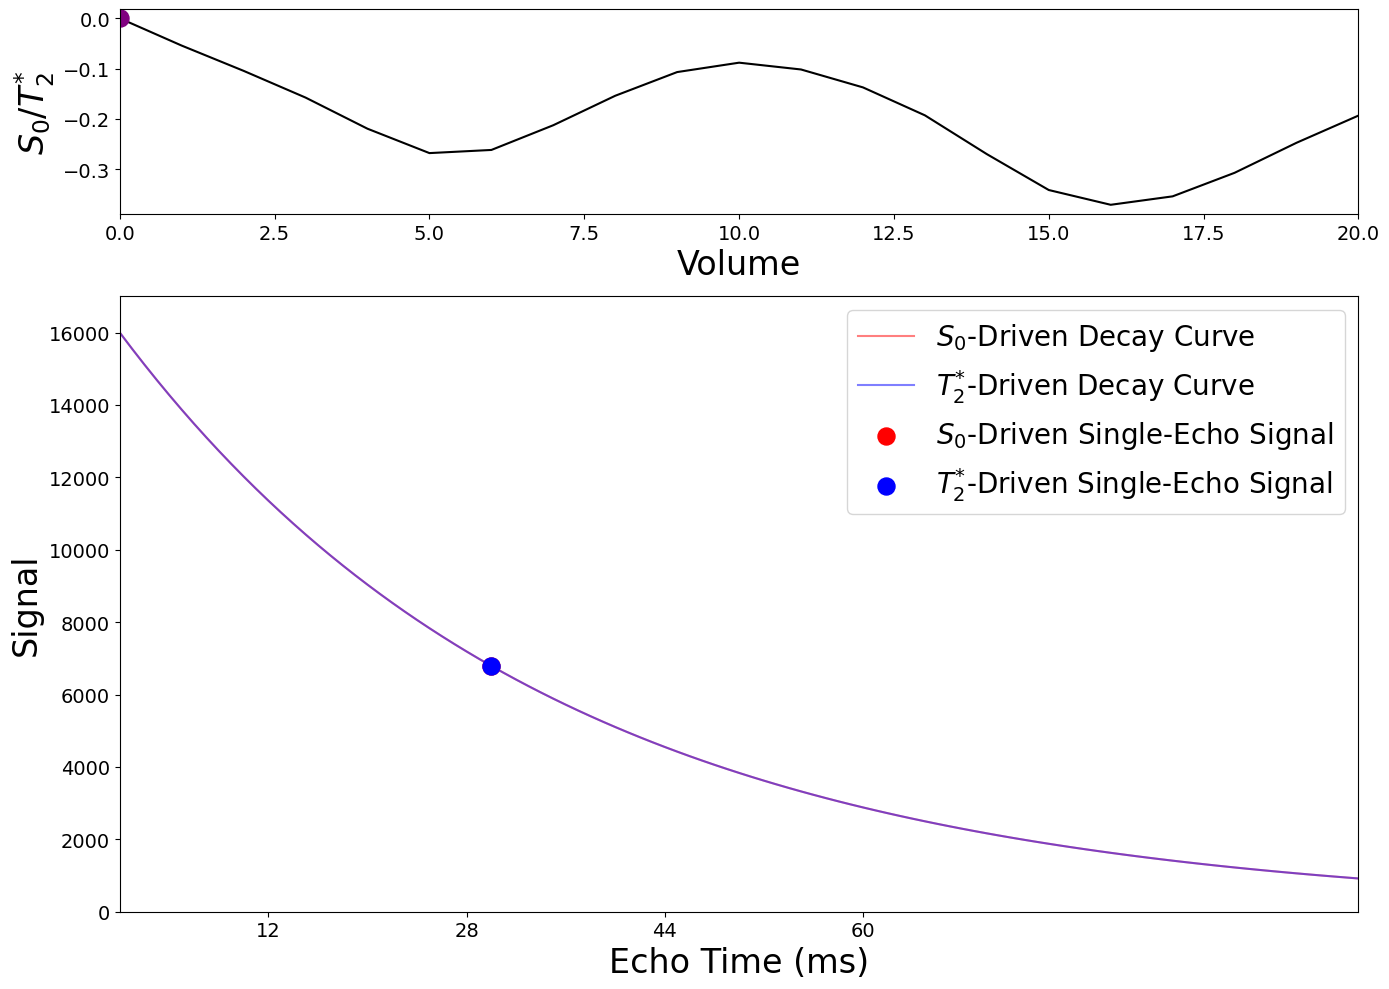 0.0
−0.1
−0.2
−0.3
S₀/T₂*
0.0 2.5 5.0 7.5 10.0 12.5 15.0 17.5 20.0
Volume
16000
14000
12000
10000
8000
6000
4000
2000
0
Signal
S₀-Driven Decay Curve
T₂*-Driven Decay Curve
S₀-Driven Single-Echo Signal
T₂*-Driven Single-Echo Signal
12 28 44 60
Echo Time (ms)